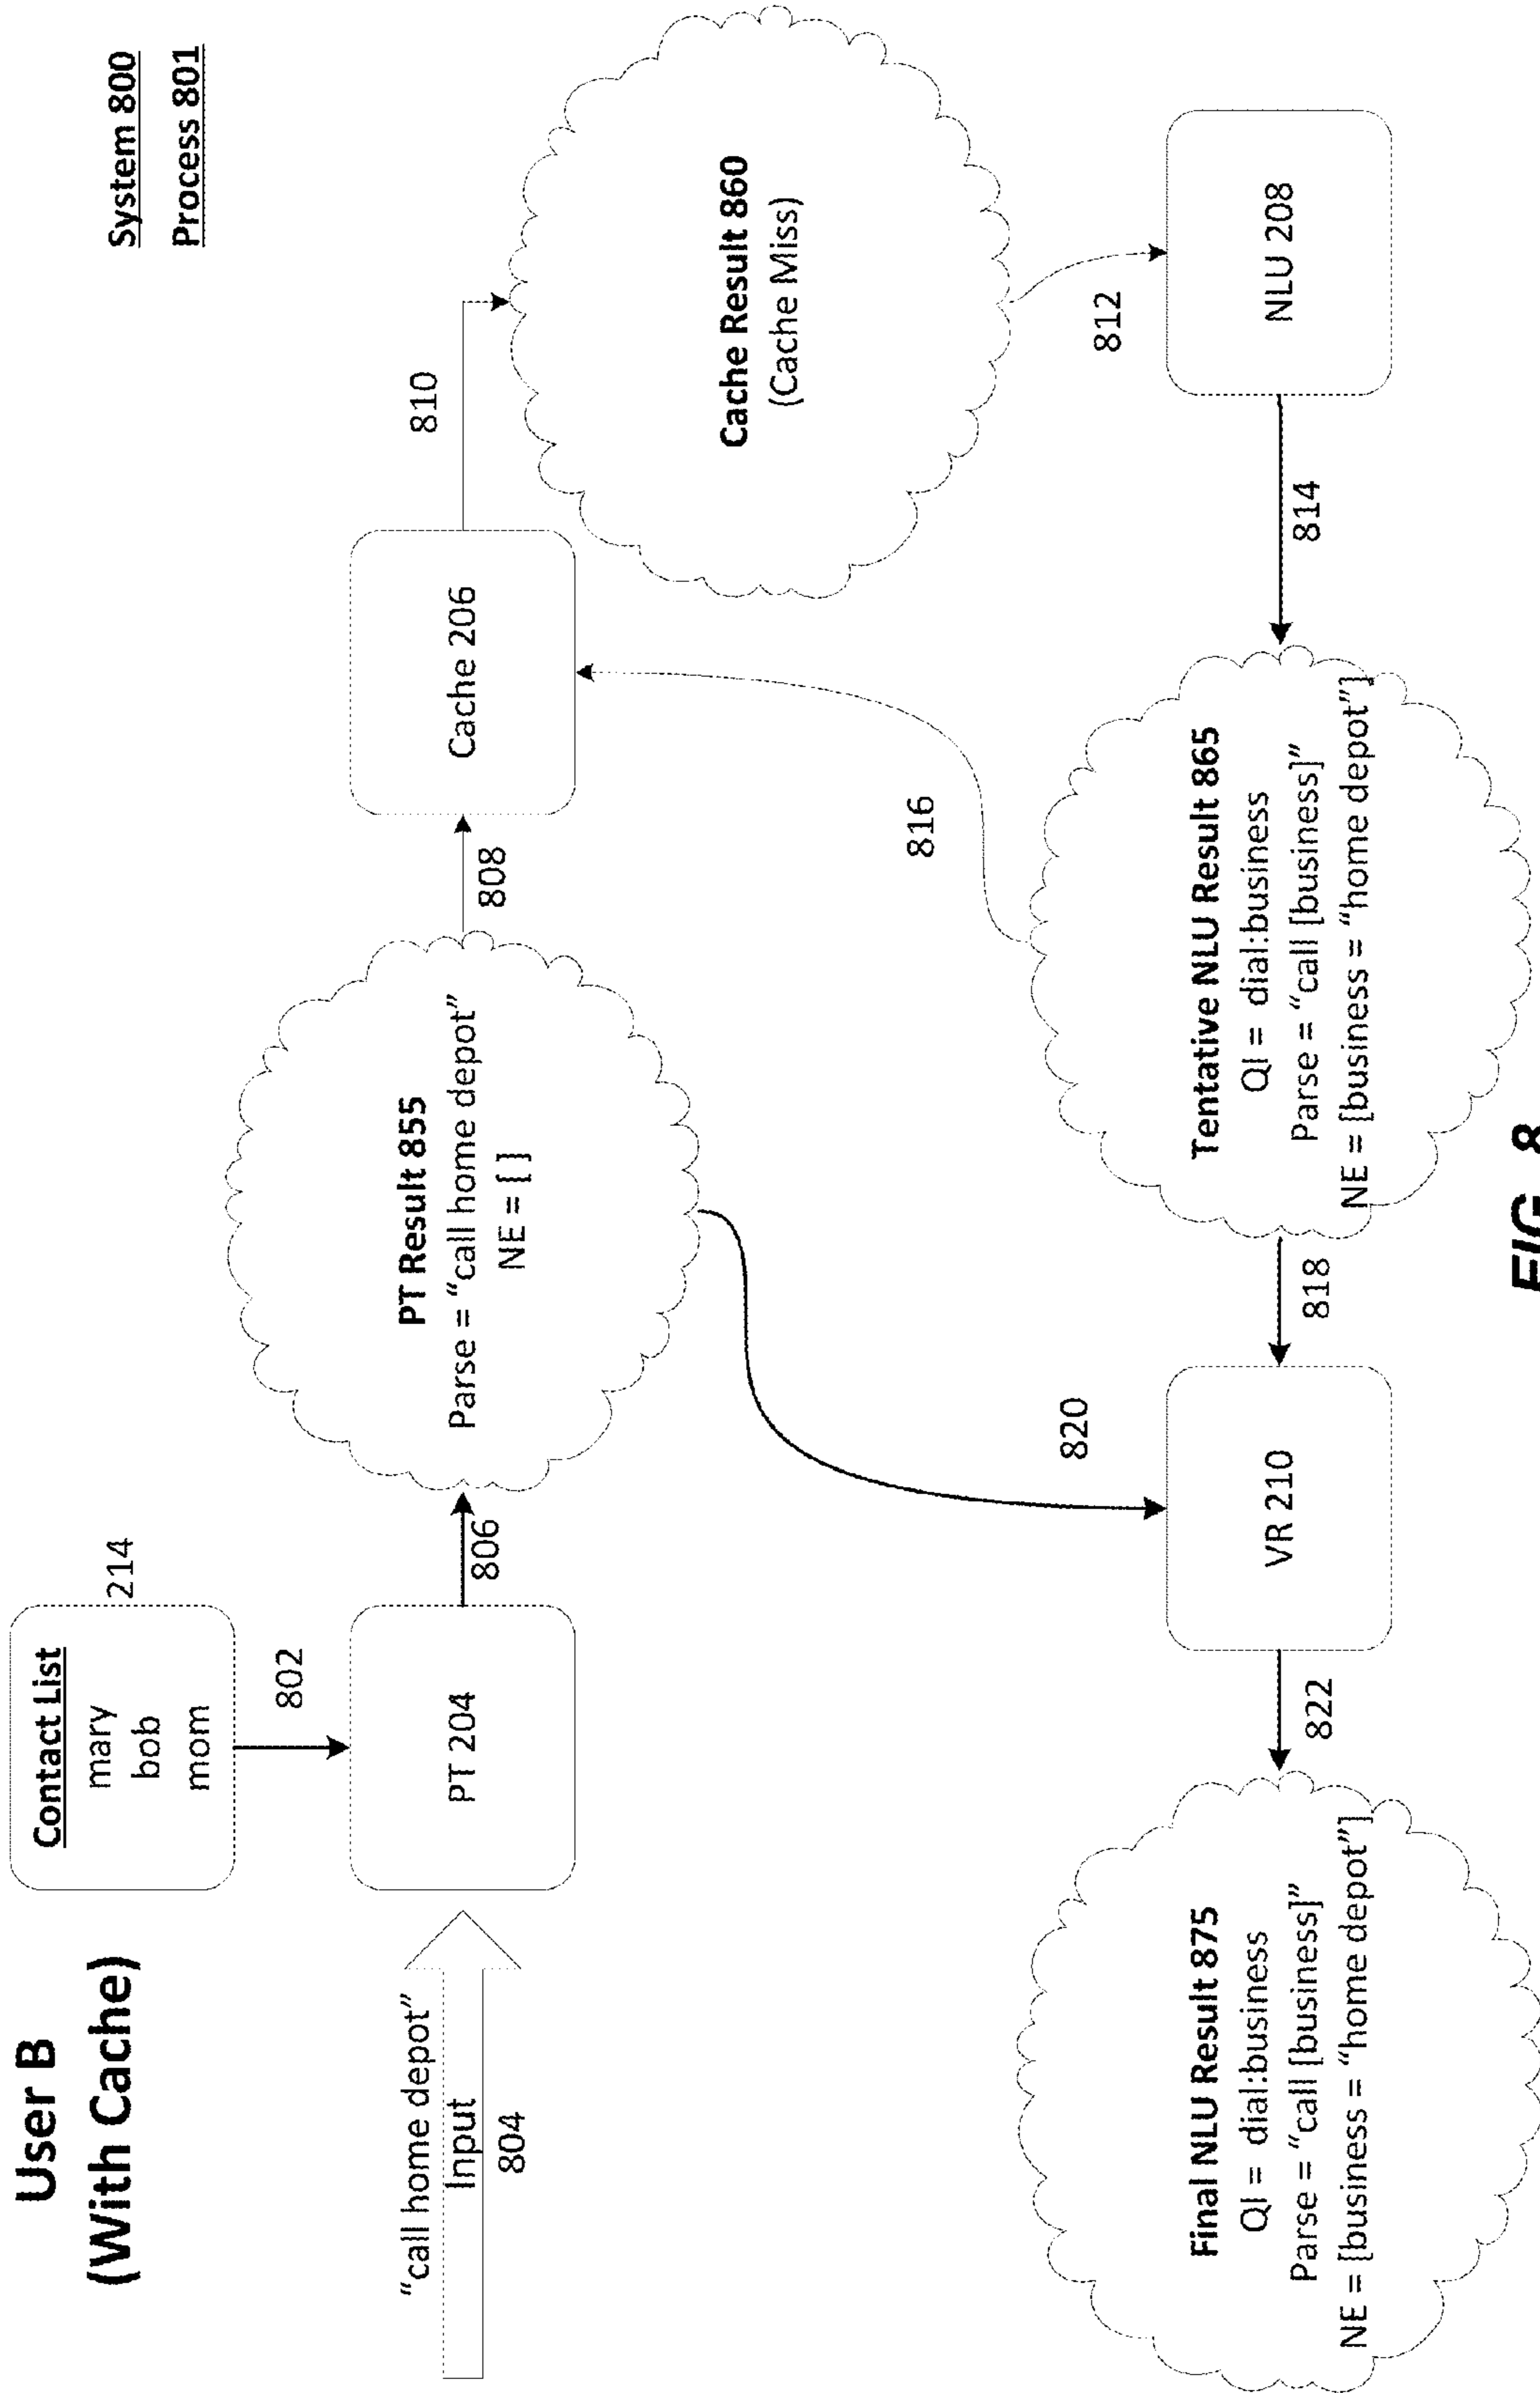 User B
(With Cache)
System 800
Process 801
Contact List
mary
bob
mom
214
802
"call home depot"
Input
804
PT 204
806
PT Result 855
Parse = "call home depot"
NE = [ ]
808
Cache 206
810
Cache Result 860
(Cache Miss)
812
NLU 208
814
Tentative NLU Result 865
QI = dial:business
Parse = "call [business]"
NE = [business = "home depot"]
816
818
820
VR 210
822
Final NLU Result 875
QI = dial:business
Parse = "call [business]"
NE = [business = "home depot"]
FIG. 8